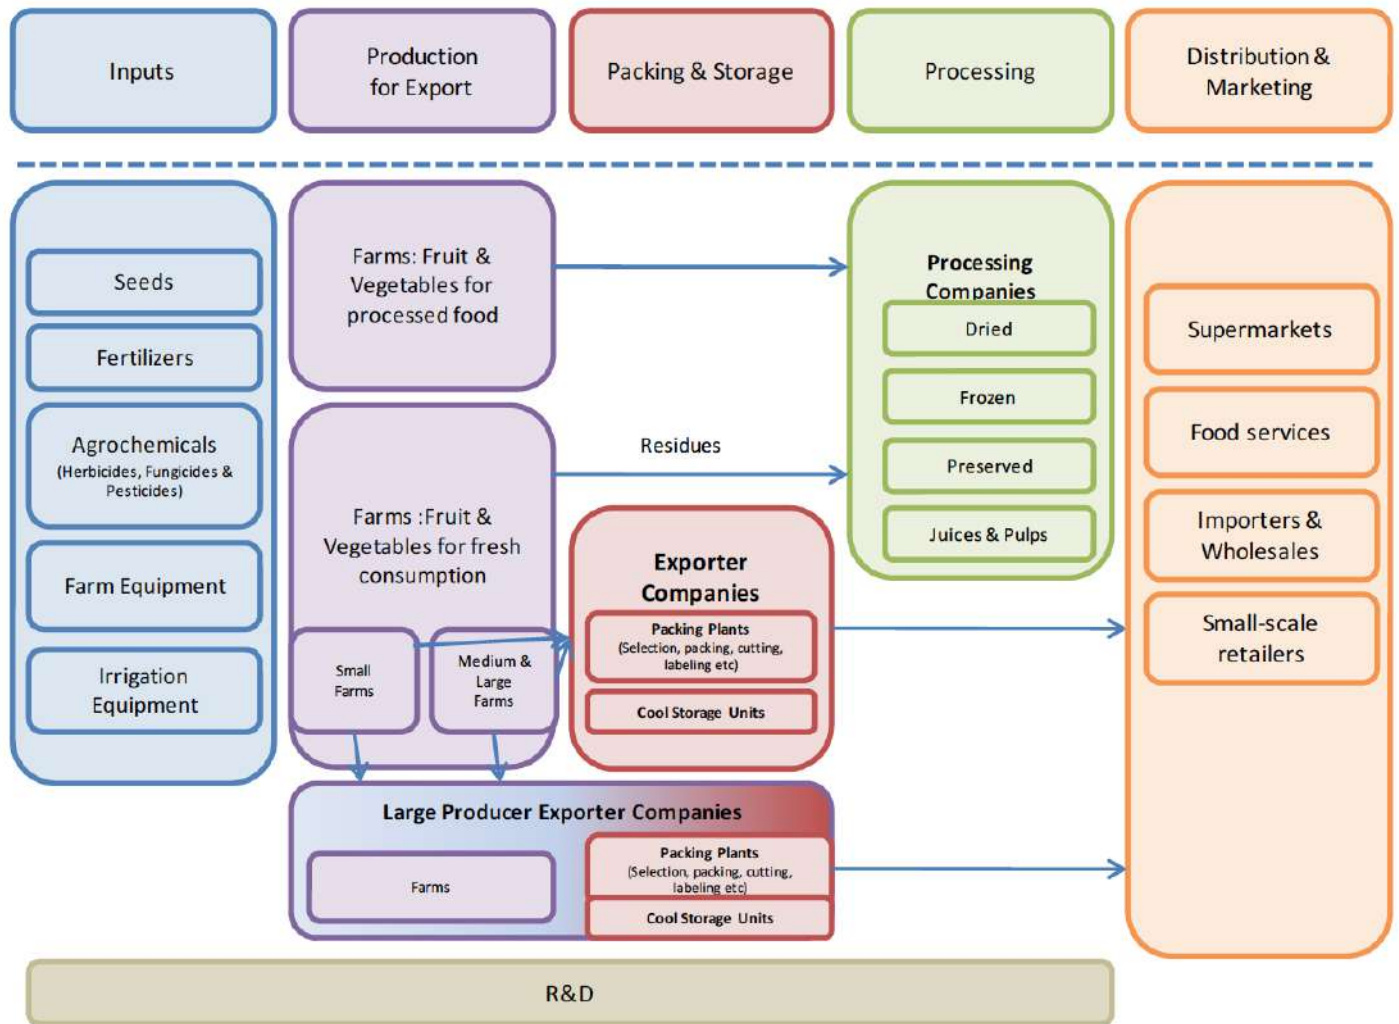 Inputs
Production
for Export
Packing & Storage
Processing
Distribution &
Marketing
Seeds
Fertilizers
Agrochemicals
(Herbicides, Fungicides &
Pesticides)
Farm Equipment
Irrigation
Equipment
Farms: Fruit &
Vegetables for
processed food
Farms :Fruit &
Vegetables for fresh
consumption
Small
Farms
Medium &
Large
Farms
Residues
Exporter
Companies
Packing Plants
(Selection, packing, cutting,
labeling etc)
Cool Storage Units
Processing
Companies
Dried
Frozen
Preserved
Juices & Pulps
Supermarkets
Food services
Importers &
Wholesales
Small-scale
retailers
Large Producer Exporter Companies
Farms
Packing Plants
(Selection, packing, cutting,
labeling etc)
Cool Storage Units
R&D